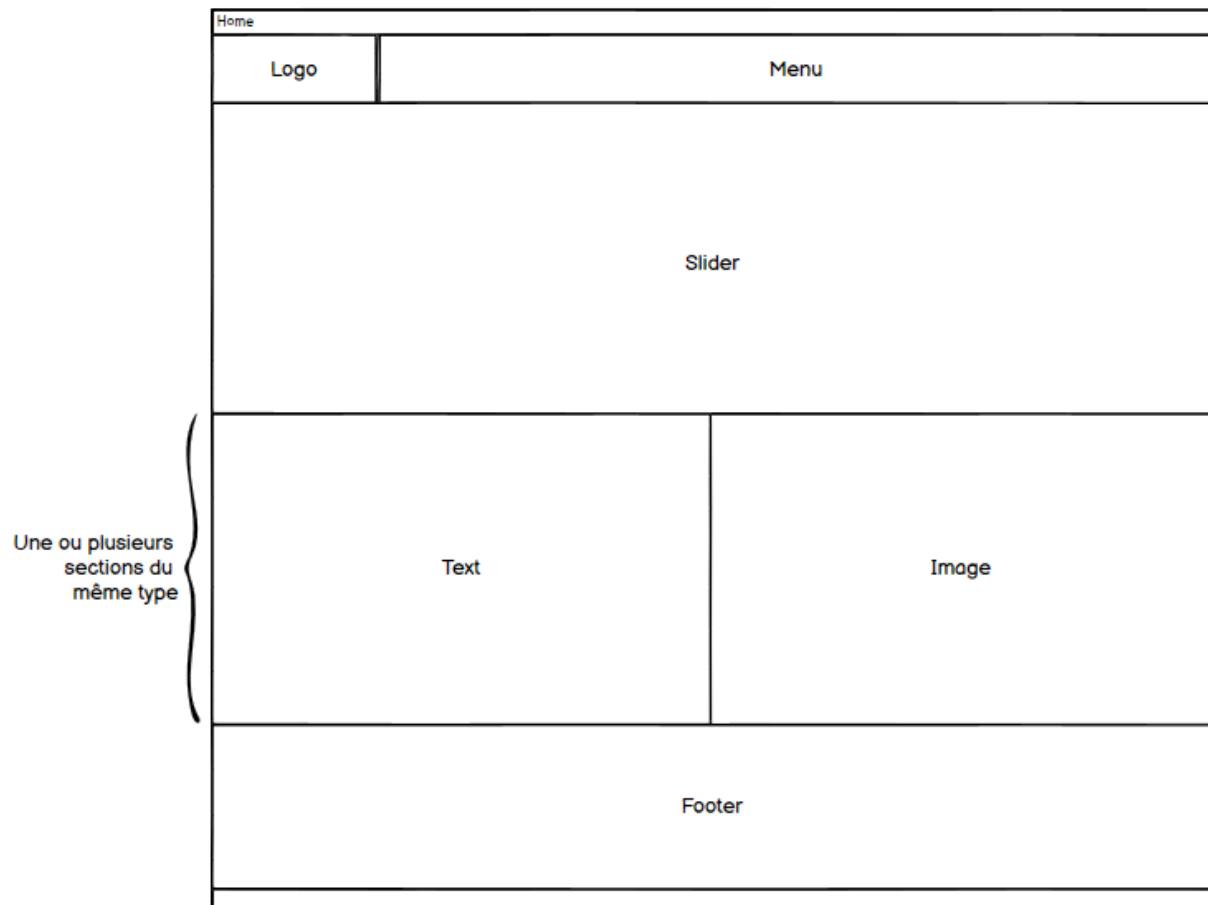 Home
Logo
Menu
Slider
Une ou plusieurs
sections du
même type
Text
Image
Footer